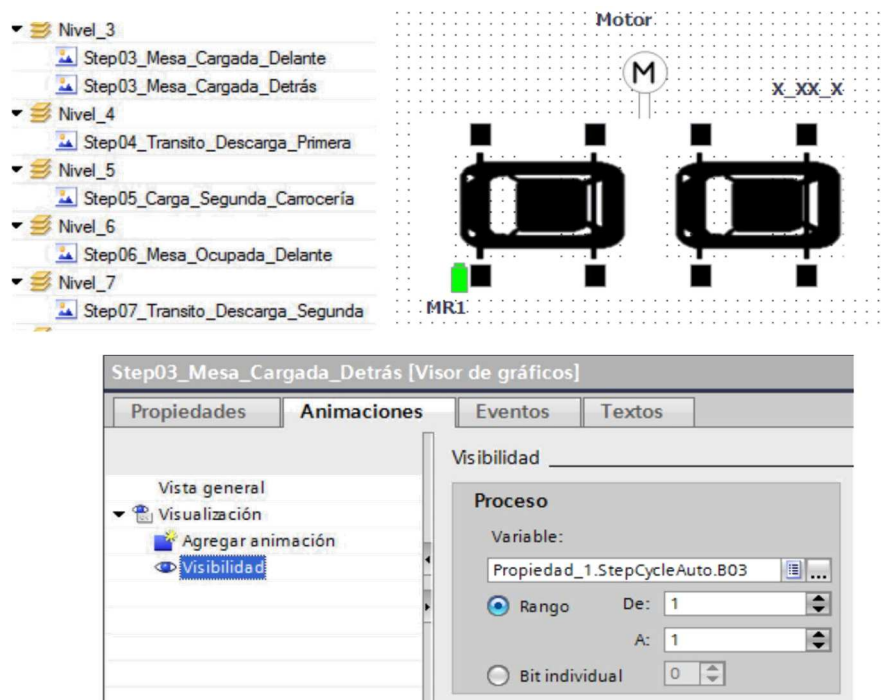 Nivel_3
Step03_Mesa_Cargada_Delante
Step03_Mesa_Cargada_Detrás
Nivel_4
Step04_Transito_Descarga_Primera
Nivel_5
Step05_Carga_Segunda_Carrocería
Nivel_6
Step06_Mesa_Ocupada_Delante
Nivel_7
Step07_Transito_Descarga_Segunda
Motor
M
X_XX_X
MR1
Step03_Mesa_Cargada_Detrás [Visor de gráficos]
Propiedades Animaciones Eventos Textos
Visibilidad
Vista general
Visualización
Agregar animación
Visibilidad
Proceso
Variable:
Propiedad_1.StepCycleAuto.B03 ...
Rango De: 1
A: 1
Bit individual 0